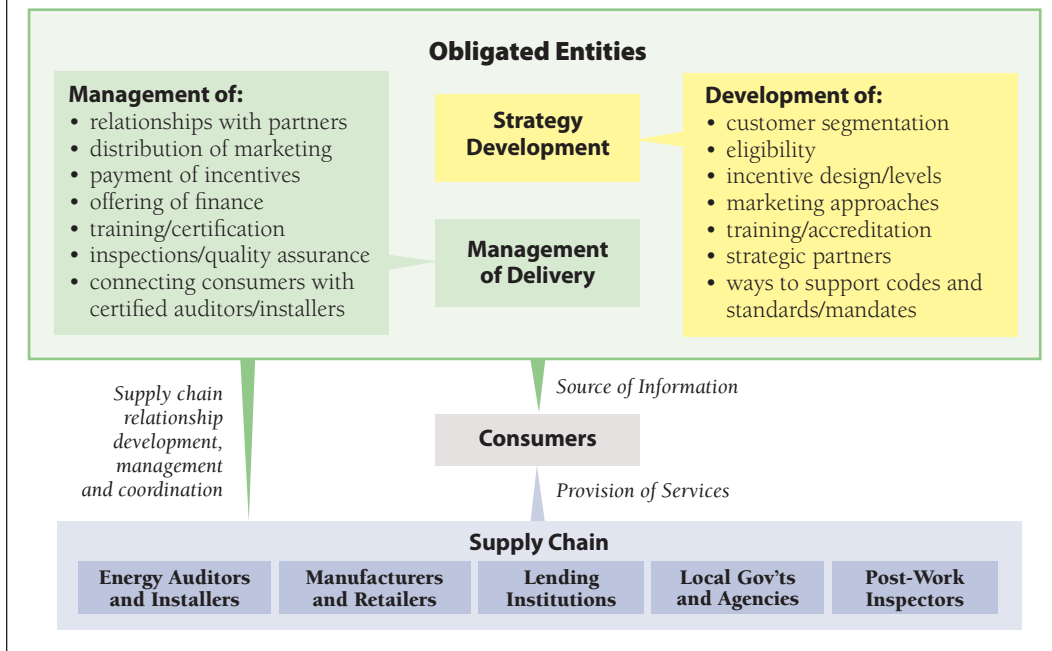 Obligated Entities
Management of:
• relationships with partners
• distribution of marketing
• payment of incentives
• offering of finance
• training/certification
• inspections/quality assurance
• connecting consumers with
certified auditors/installers
Strategy
Development
Management
of Delivery
Development of:
• customer segmentation
• eligibility
• incentive design/levels
• marketing approaches
• training/accreditation
• strategic partners
• ways to support codes and
standards/mandates
Supply chain
relationship
development,
management
and coordination
Source of Information
Consumers
Provision of Services
Supply Chain
Energy Auditors
and Installers
Manufacturers
and Retailers
Lending
Institutions
Local Gov'ts
and Agencies
Post-Work
Inspectors